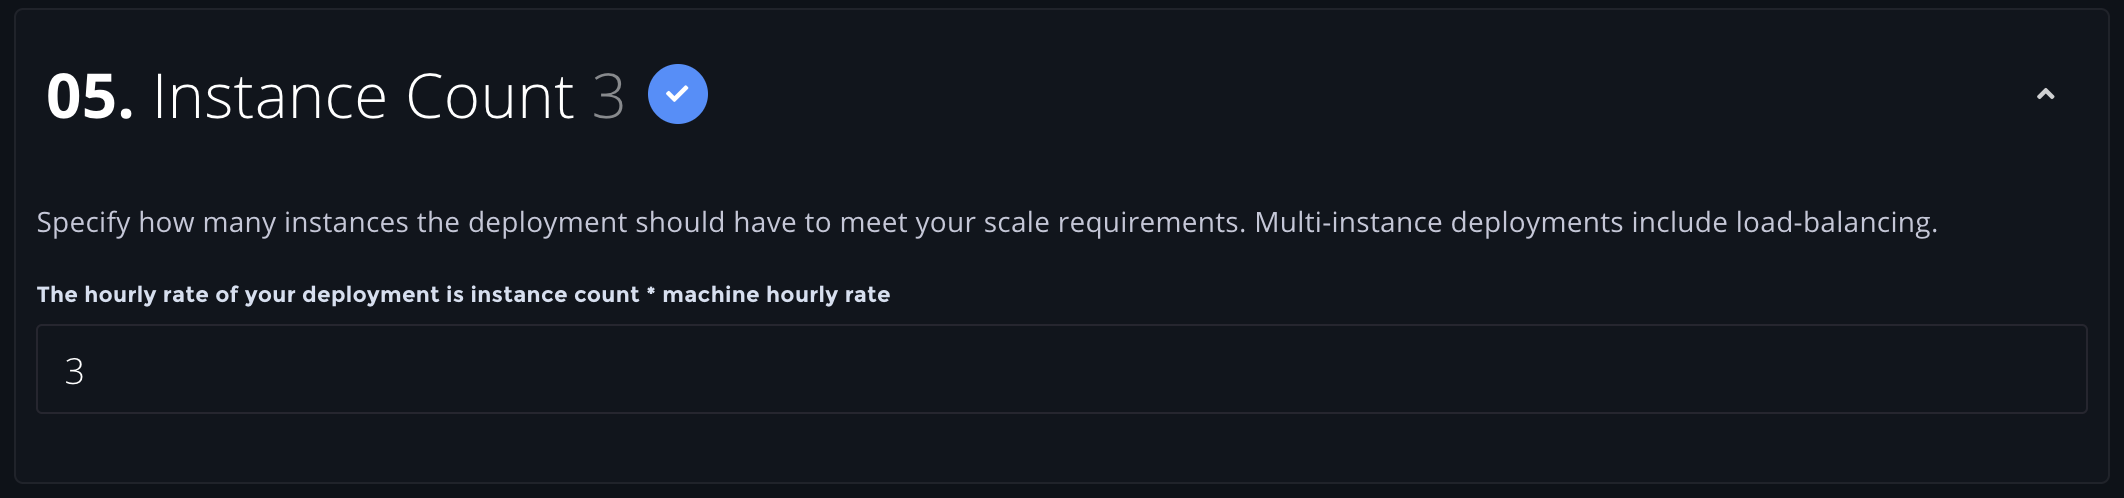 05. Instance Count 3
Specify how many instances the deployment should have to meet your scale requirements. Multi-instance deployments include load-balancing.
The hourly rate of your deployment is instance count * machine hourly rate
3